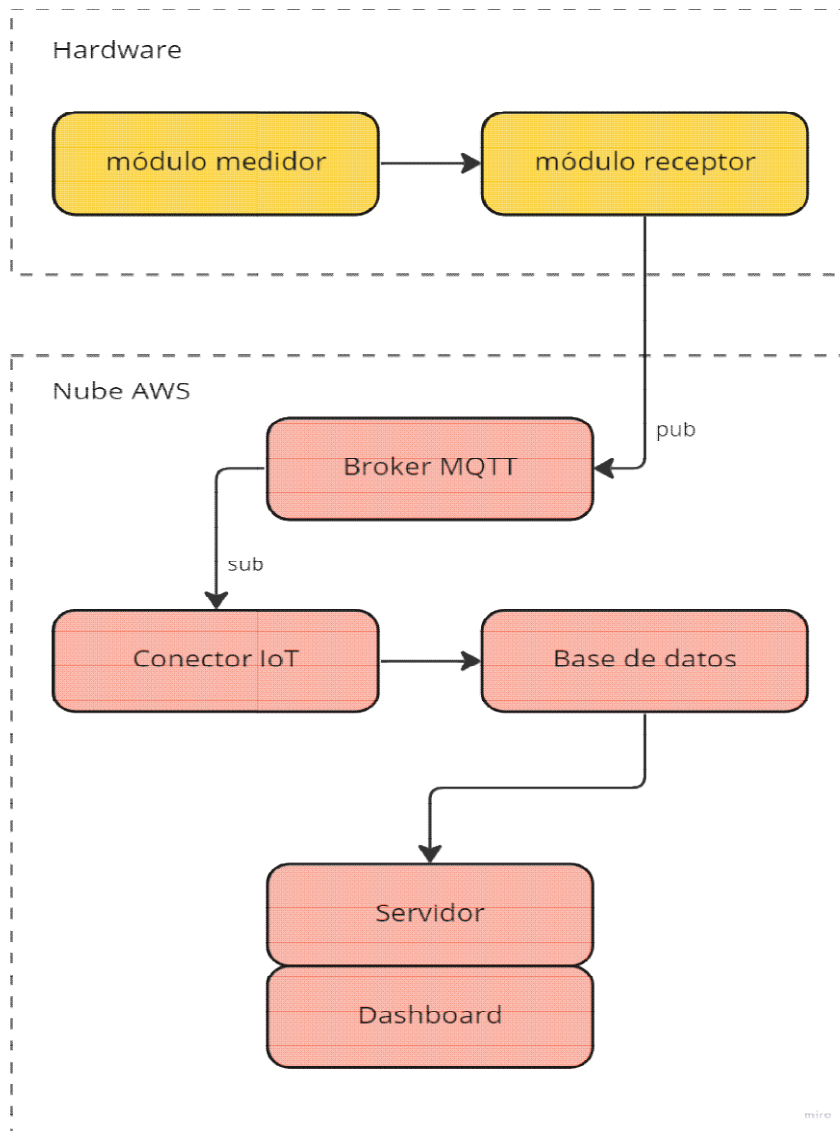 Hardware
módulo medidor
módulo receptor
Nube AWS
pub
Broker MQTT
sub
Conector IoT
Base de datos
Servidor
Dashboard
miro